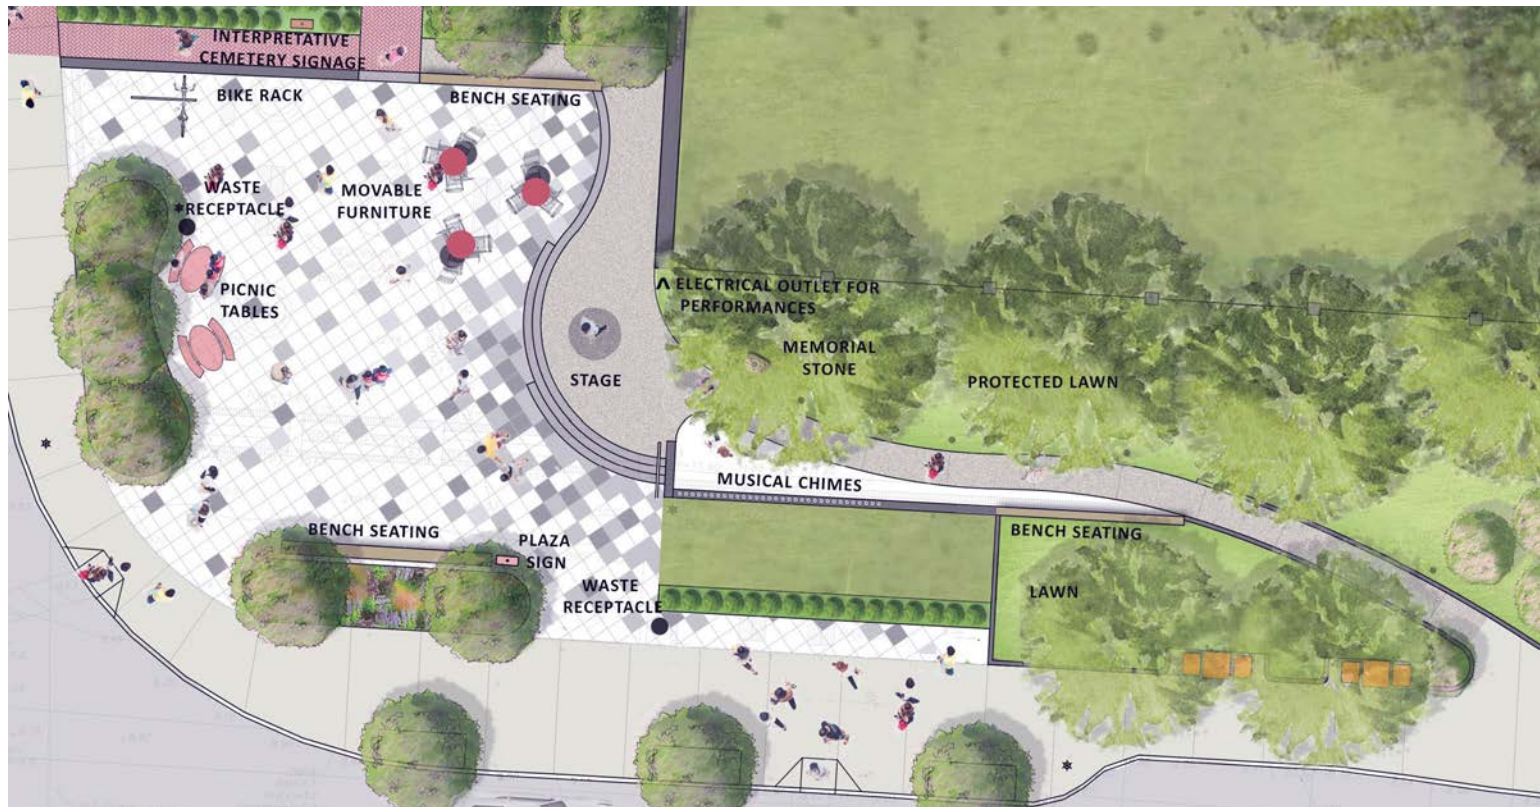 INTERPRETATIVE
CEMETERY SIGNAGE
BIKE RACK
BENCH SEATING
WASTE
RECEPTACLE
MOVABLE
FURNITURE
PICNIC
TABLES
ELECTRICAL OUTLET FOR
PERFORMANCES
MEMORIAL
STONE
STAGE
PROTECTED LAWN
MUSICAL CHIMES
BENCH SEATING
PLAZA
SIGN
BENCH SEATING
WASTE
RECEPTACLE
LAWN